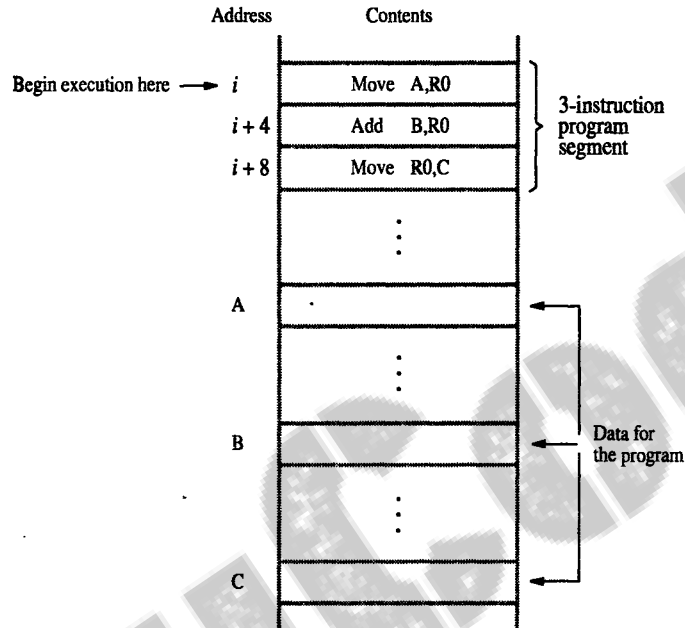 Address Contents
Begin execution here i Move A,R0
i + 4 Add B,R0
i + 8 Move R0,C
3-instruction
program
segment
A
B
Data for
the program
C